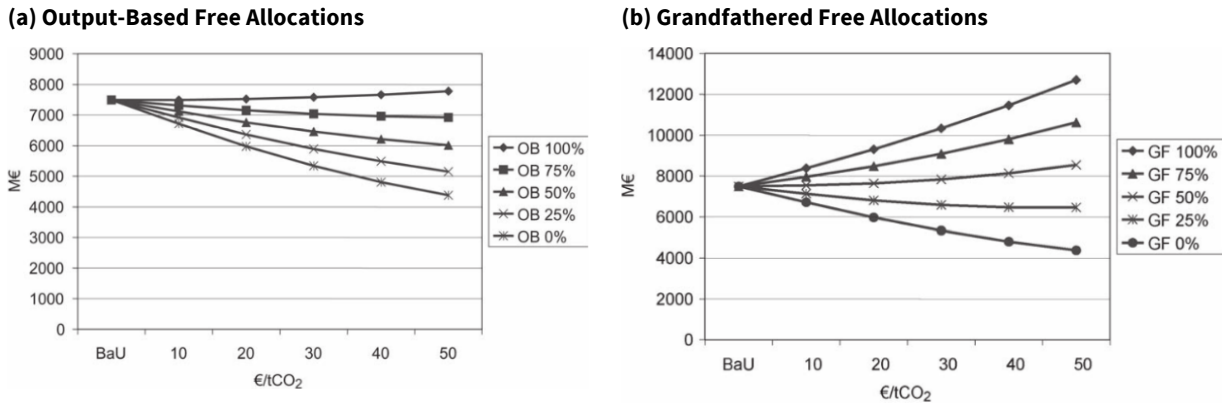 (a) Output-Based Free Allocations
9000
8000
7000
6000
5000
4000
3000
2000
1000
0
M€
BaU 10 20 30 40 50
€/tCO₂
OB 100%
OB 75%
OB 50%
OB 25%
OB 0%
(b) Grandfathered Free Allocations
14000
12000
10000
8000
6000
4000
2000
0
M€
BaU 10 20 30 40 50
€/tCO₂
GF 100%
GF 75%
GF 50%
GF 25%
GF 0%